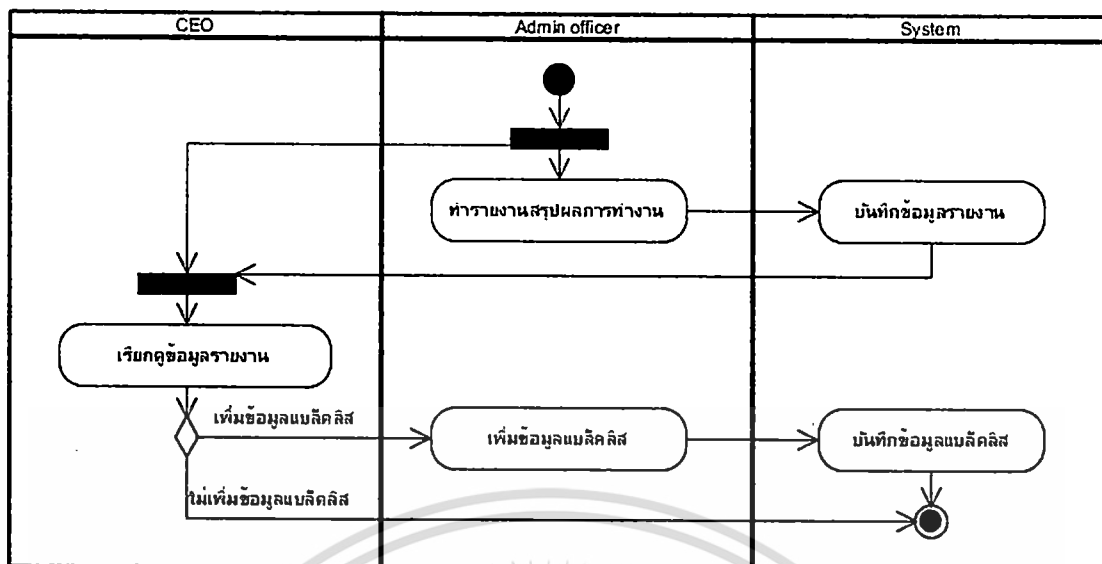 CEO
Admin officer
System
ทำรายงานสรุปผลการทำงาน
บันทึกข้อมูลรายงาน
เรียกดูข้อมูลรายงาน
เพิ่มข้อมูลแบล็คลิส
เพิ่มข้อมูลแบล็คลิส
บันทึกข้อมูลแบล็คลิส
ไม่เพิ่มข้อมูลแบล็คลิส